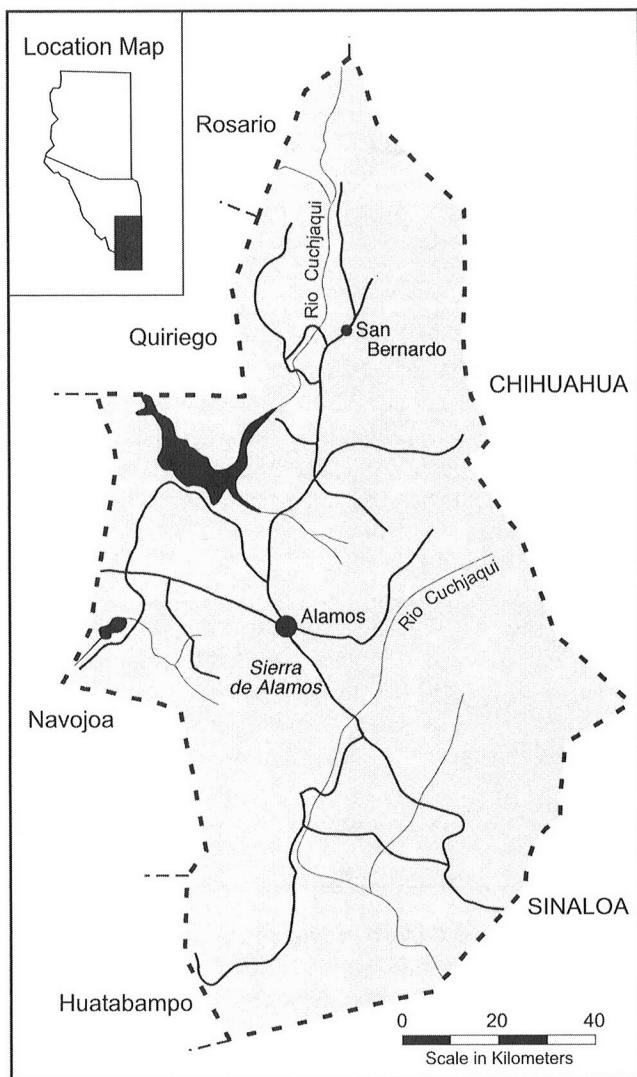 Location Map
Rosario
Rio Cuchjaqui
Quiriego
San
Bernardo
CHIHUAHUA
Alamos
Rio Cuchjaqui
Sierra
de Alamos
Navojoa
SINALOA
Huatabampo
0 20 40
Scale in Kilometers